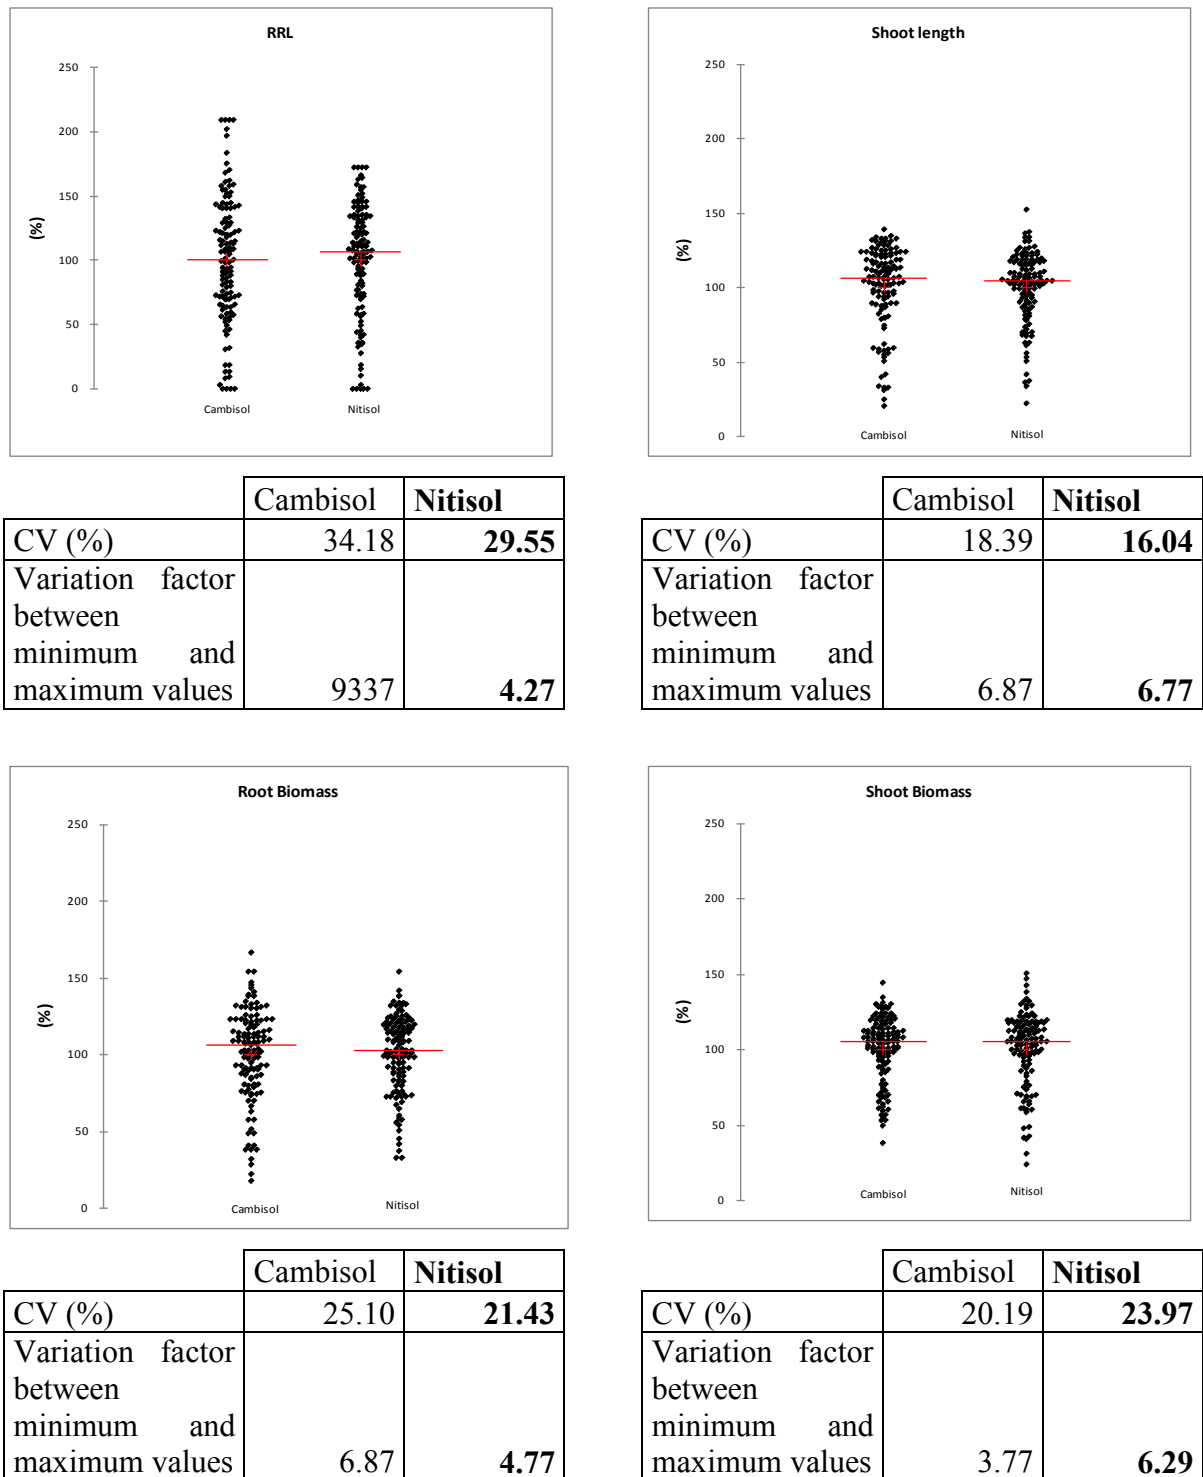 RRL
250
200
150
100
50
0
(%)
Cambisol
Nitisol
Cambisol Nitisol
CV (%) 34.18 29.55
Variation factor
between
minimum and
maximum values 9337 4.27
Shoot length
250
200
150
100
50
0
(%)
Cambisol
Nitisol
Cambisol Nitisol
CV (%) 18.39 16.04
Variation factor
between
minimum and
maximum values 6.87 6.77
Root Biomass
250
200
150
100
50
0
(%)
Cambisol
Nitisol
Cambisol Nitisol
CV (%) 25.10 21.43
Variation factor
between
minimum and
maximum values 6.87 4.77
Shoot Biomass
250
200
150
100
50
0
(%)
Cambisol
Nitisol
Cambisol Nitisol
CV (%) 20.19 23.97
Variation factor
between
minimum and
maximum values 3.77 6.29